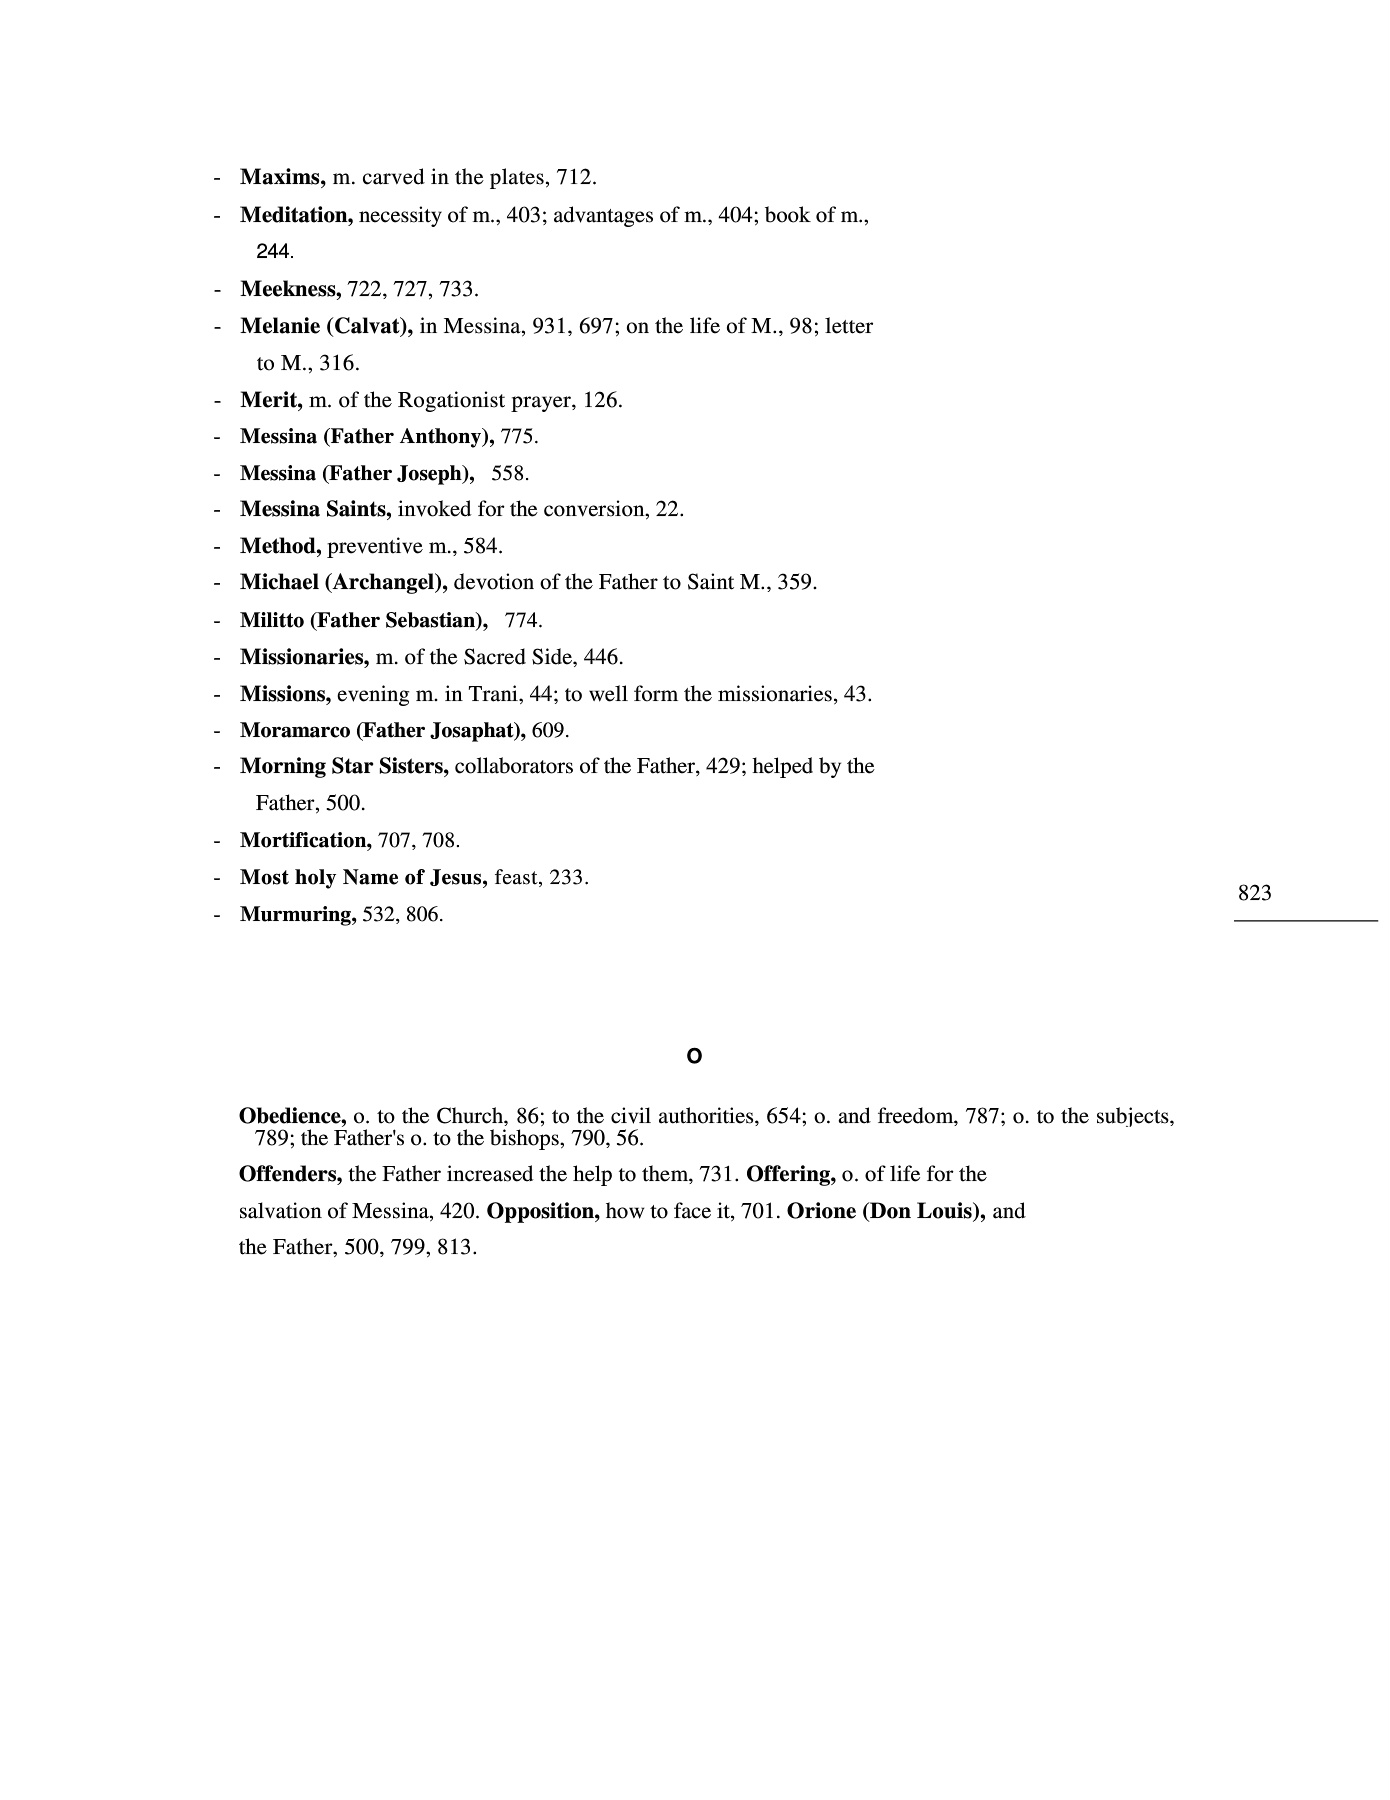 - Maxims, m. carved in the plates, 712.
- Meditation, necessity of m., 403; advantages of m., 404; book of m.,
244.
- Meekness, 722, 727, 733.
- Melanie (Calvat), in Messina, 931, 697; on the life of M., 98; letter
to M., 316.
- Merit, m. of the Rogationist prayer, 126.
- Messina (Father Anthony), 775.
- Messina (Father Joseph), 558.
- Messina Saints, invoked for the conversion, 22.
- Method, preventive m., 584.
- Michael (Archangel), devotion of the Father to Saint M., 359.
- Militto (Father Sebastian), 774.
- Missionaries, m. of the Sacred Side, 446.
- Missions, evening m. in Trani, 44; to well form the missionaries, 43.
- Moramarco (Father Josaphat), 609.
- Morning Star Sisters, collaborators of the Father, 429; helped by the
Father, 500.
- Mortification, 707, 708.
- Most holy Name of Jesus, feast, 233.
823
- Murmuring, 532, 806.
O
Obedience, o. to the Church, 86; to the civil authorities, 654; o. and freedom, 787; o. to the subjects,
789; the Father's o. to the bishops, 790, 56.
Offenders, the Father increased the help to them, 731. Offering, o. of life for the
salvation of Messina, 420. Opposition, how to face it, 701. Orione (Don Louis), and
the Father, 500, 799, 813.